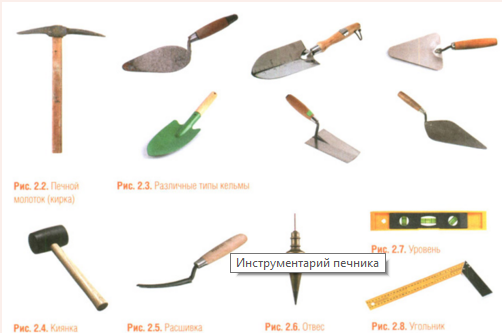 Рис. 2.2. Печной
молоток (кирка)
Рис. 2.3. Различные типы кельмы
Рис. 2.7. Уровень
Инструментарий печника
Рис. 2.4. Киянка
Рис. 2.5. Расшивка
Рис. 2.6. Отвес
Рис. 2.8. Угольник